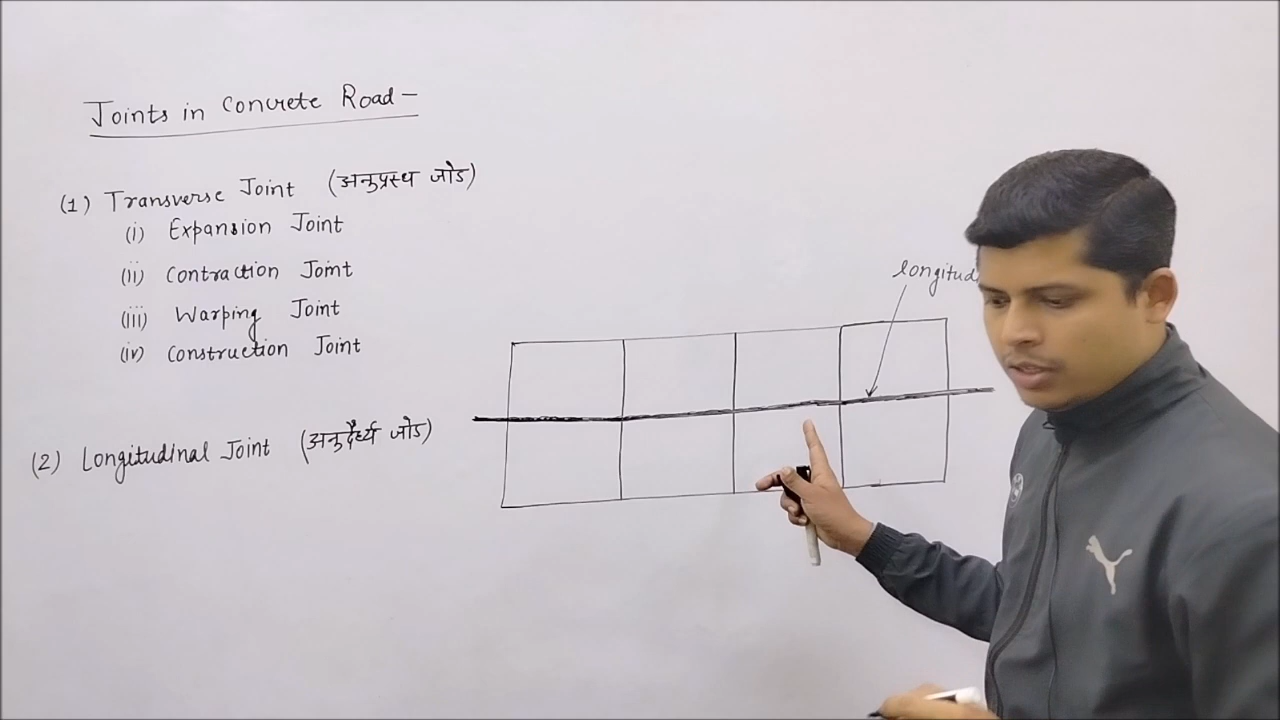 Joints in Concrete Road -
(1) Transverse Joint (अनुप्रस्थ जोड)
(i) Expansion Joint
(ii) Contraction Joint
(iii) Warping Joint
(iv) Construction Joint
(2) Longitudinal Joint (अनुदैर्ध्य जोड)
longitud